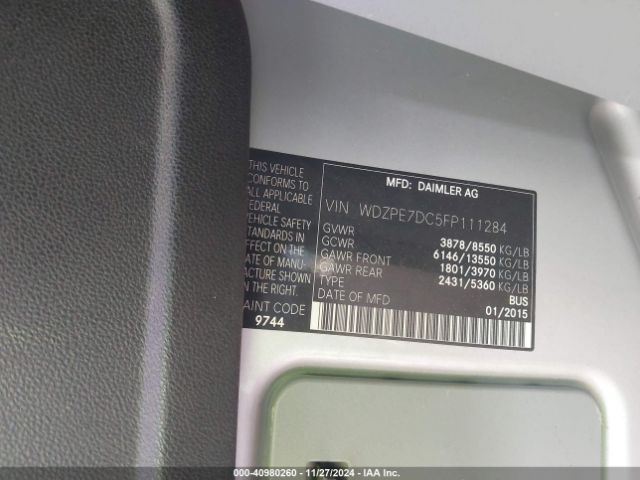 THIS VEHICLE
CONFORMS TO
ALL APPLICABLE
FEDERAL
VEHICLE SAFETY
STANDARDS IN
EFFECT ON THE
DATE OF MANU-
FACTURE SHOWN
IN THE RIGHT.
AINT CODE
9744
MFD: DAIMLER AG
VIN WDZPE7DC5FP111284
GVWR 3878/8550 KG/LB
GCWR 6146/13550 KG/LB
GAWR FRONT 1801/3970 KG/LB
GAWR REAR 2431/5360 KG/LB
TYPE BUS
DATE OF MFD 01/2015
000-40980260 - 11/27/2024 - IAA Inc.